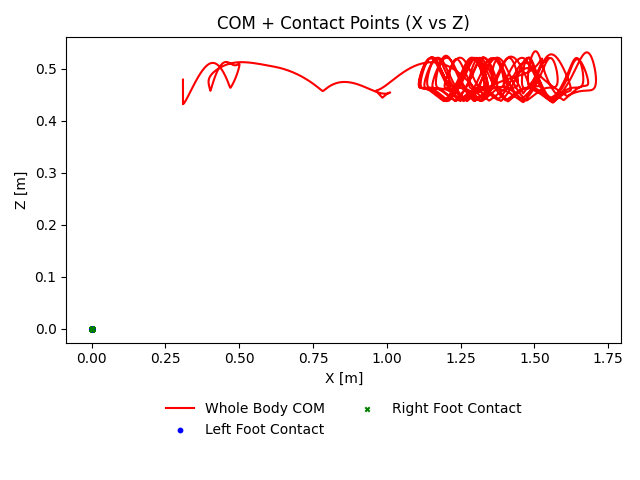 COM + Contact Points (X vs Z)
Z [m]
0.5
0.4
0.3
0.2
0.1
0.0
0.00 0.25 0.50 0.75 1.00 1.25 1.50 1.75
X [m]
Whole Body COM
Left Foot Contact
Right Foot Contact